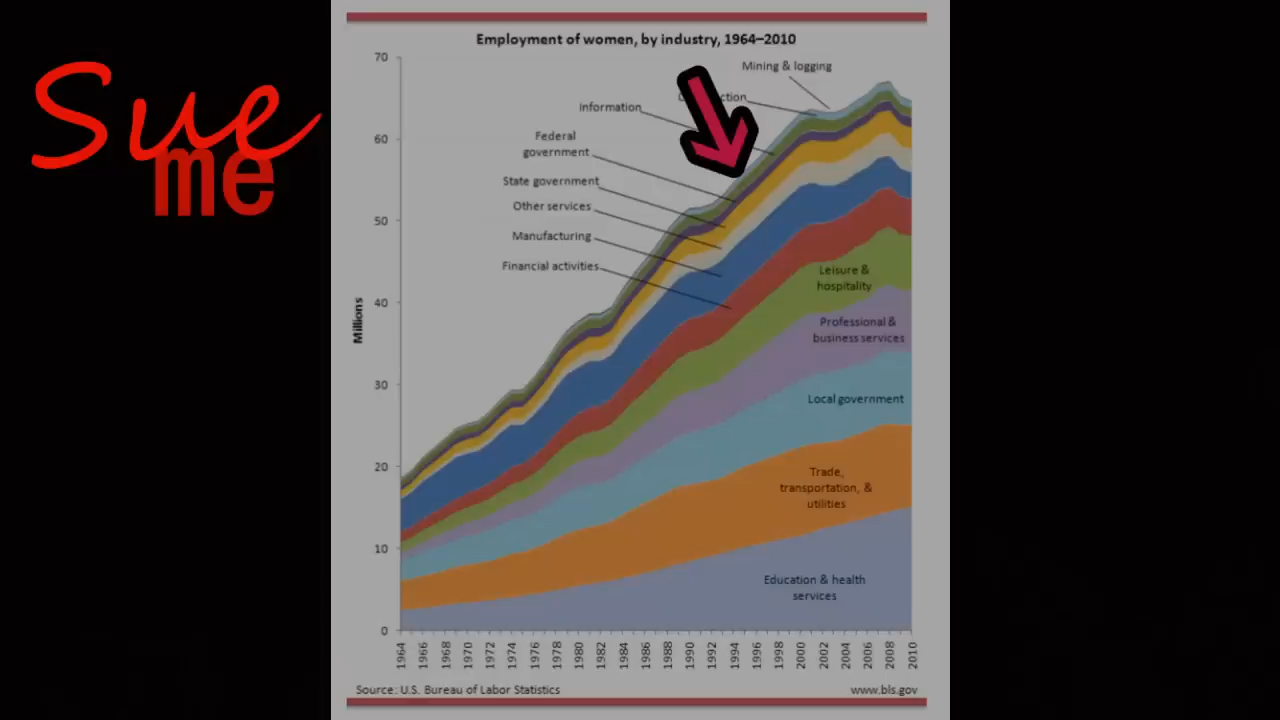 Sue
me
Employment of women, by industry, 1964–2010
70
60
50
40
30
20
10
0
Millions
Mining & logging
Information
Federal
government
State government
Other services
Manufacturing
Financial activities
Leisure &
hospitality
Professional &
business services
Local government
Trade,
transportation, &
utilities
Education & health
services
1964
1966
1968
1970
1972
1974
1976
1978
1980
1982
1984
1986
1988
1990
1992
1994
1996
1998
2000
2002
2004
2006
2008
2010
Source: U.S. Bureau of Labor Statistics
www.bls.gov